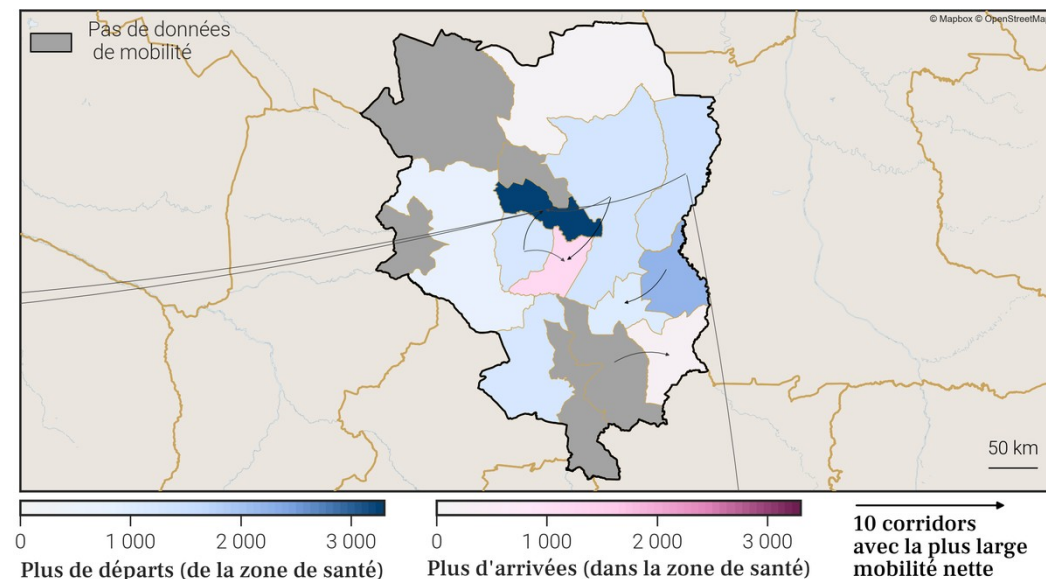 © Mapbox © OpenStreetMap
Pas de données
de mobilité
50 km
0 1 000 2 000 3 000
Plus de départs (de la zone de santé)
0 1 000 2 000 3 000
Plus d'arrivées (dans la zone de santé)
10 corridors
avec la plus large
mobilité nette